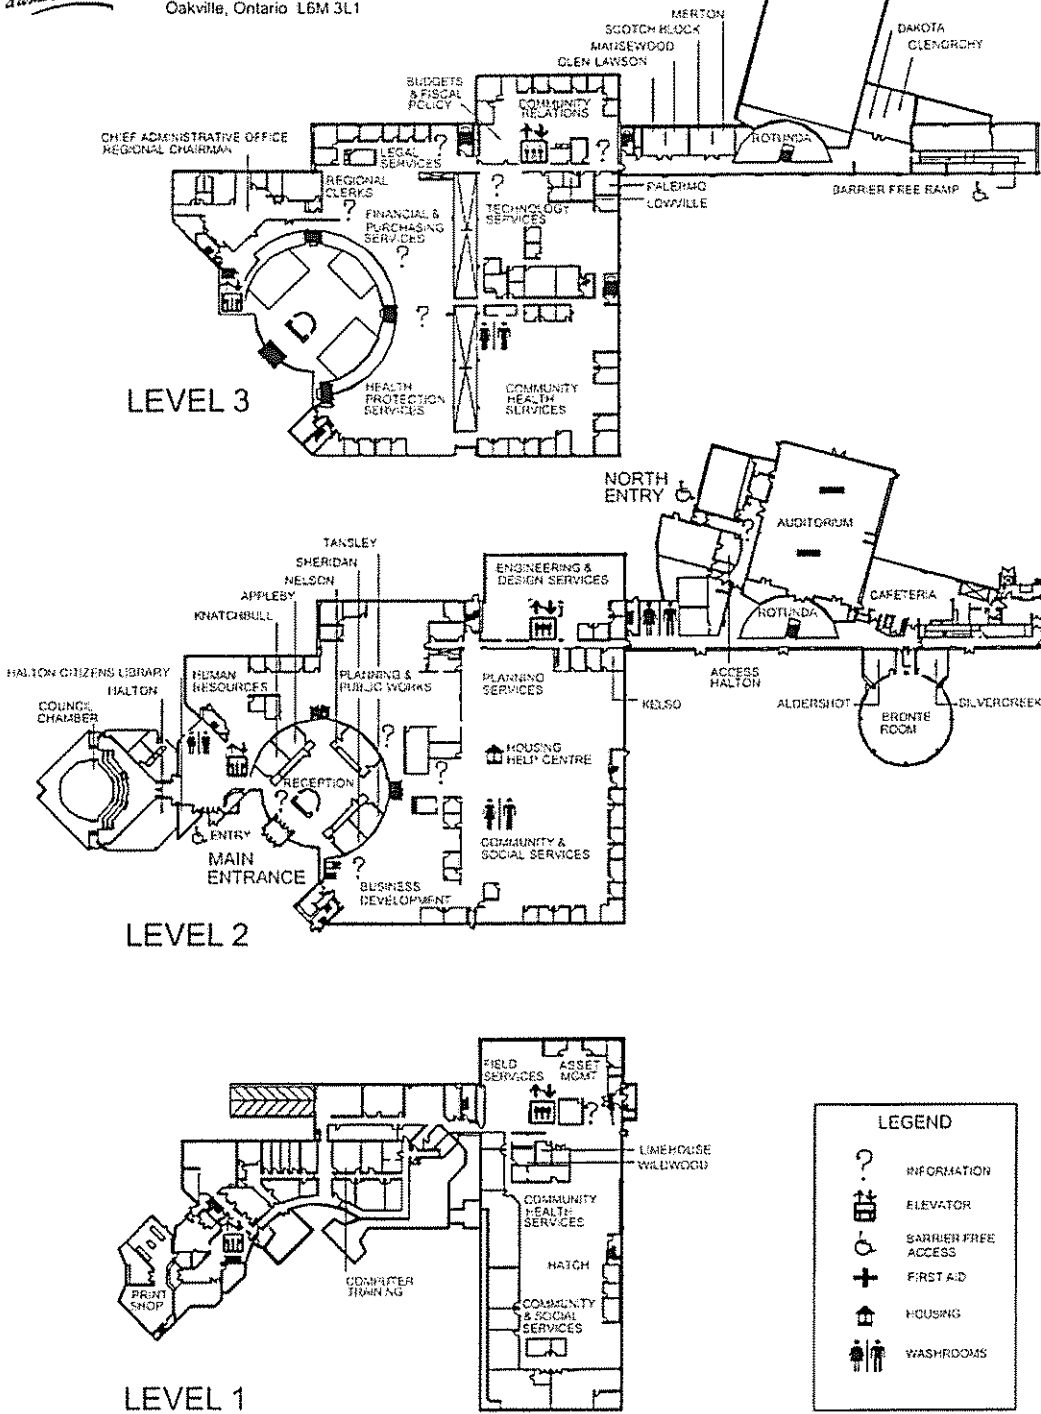 Oakville, Ontario L6M 3L1
MERTON
SCOTCH BLOCK
MANSEWOOD
GLEN LAWSON
DAKOTA
GLENORCHY
BUDGETS
& FISCAL
POLICY
COMMUNITY
RELATIONS
CHIEF ADMINISTRATIVE OFFICE
REGIONAL CHAIRMAN
LEGAL
SERVICES
ROTUNDA
REGIONAL
CLERKS
PALERMO
LOWVILLE
BARRIER FREE RAMP
FINANCIAL &
PURCHASING
SERVICES
TECHNOLOGY
SERVICES
HEALTH
PROTECTION
SERVICES
COMMUNITY
HEALTH
SERVICES
LEVEL 3
NORTH
ENTRY
AUDITORIUM
TANSLEY
SHERIDAN
NELSON
APPLEBY
KNATCHBULL
ENGINEERING &
DESIGN SERVICES
CAFETERIA
ROTUNDA
HALTON CITIZENS LIBRARY
HALTON
COUNCIL
CHAMBER
HUMAN
RESOURCES
PLANNING &
PUBLIC WORKS
PLANNING
SERVICES
KELSO
ACCESS
HALTON
ALDERSHOT
BRONTE
ROOM
SILVERCREEK
HOUSING
HELP CENTRE
RECEPTION
ENTRY
MAIN
ENTRANCE
COMMUNITY &
SOCIAL SERVICES
BUSINESS
DEVELOPMENT
LEVEL 2
FIELD
SERVICES
ASSET
MGMT
LIMEHOUSE
WILDWOOD
COMMUNITY
HEALTH
SERVICES
HATCH
COMPUTER
TRAINING
PRINT
SHOP
COMMUNITY
& SOCIAL
SERVICES
LEVEL 1
LEGEND
? INFORMATION
ELEVATOR
BARRIER FREE
ACCESS
FIRST AID
HOUSING
WASHROOMS